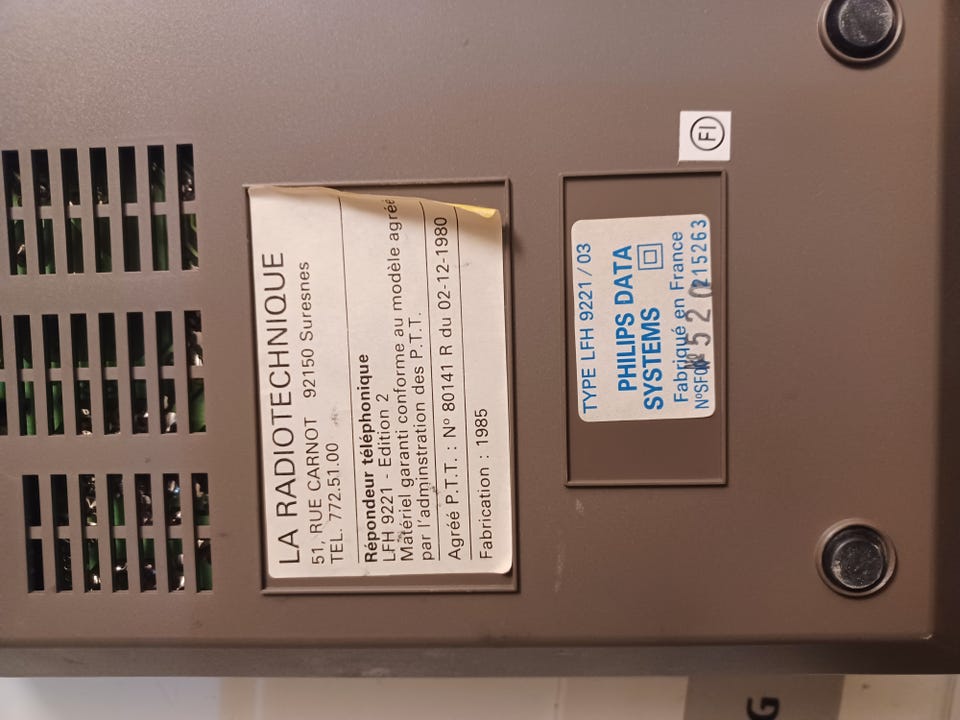 LA RADIOTECHNIQUE
51, RUE CARNOT 92150 Suresnes
TEL. 772.51.00
Répondeur téléphonique
LFH 9221 - Edition 2
Matériel garanti conforme au modèle agréé
par l'adminstration des P.T.T.
Agréé P.T.T. : Nº 80141 R du 02-12-1980
Fabrication : 1985
TYPE LFH 9221 / 03
PHILIPS DATA
SYSTEMS
Fabriqué en France
215263
FI
G